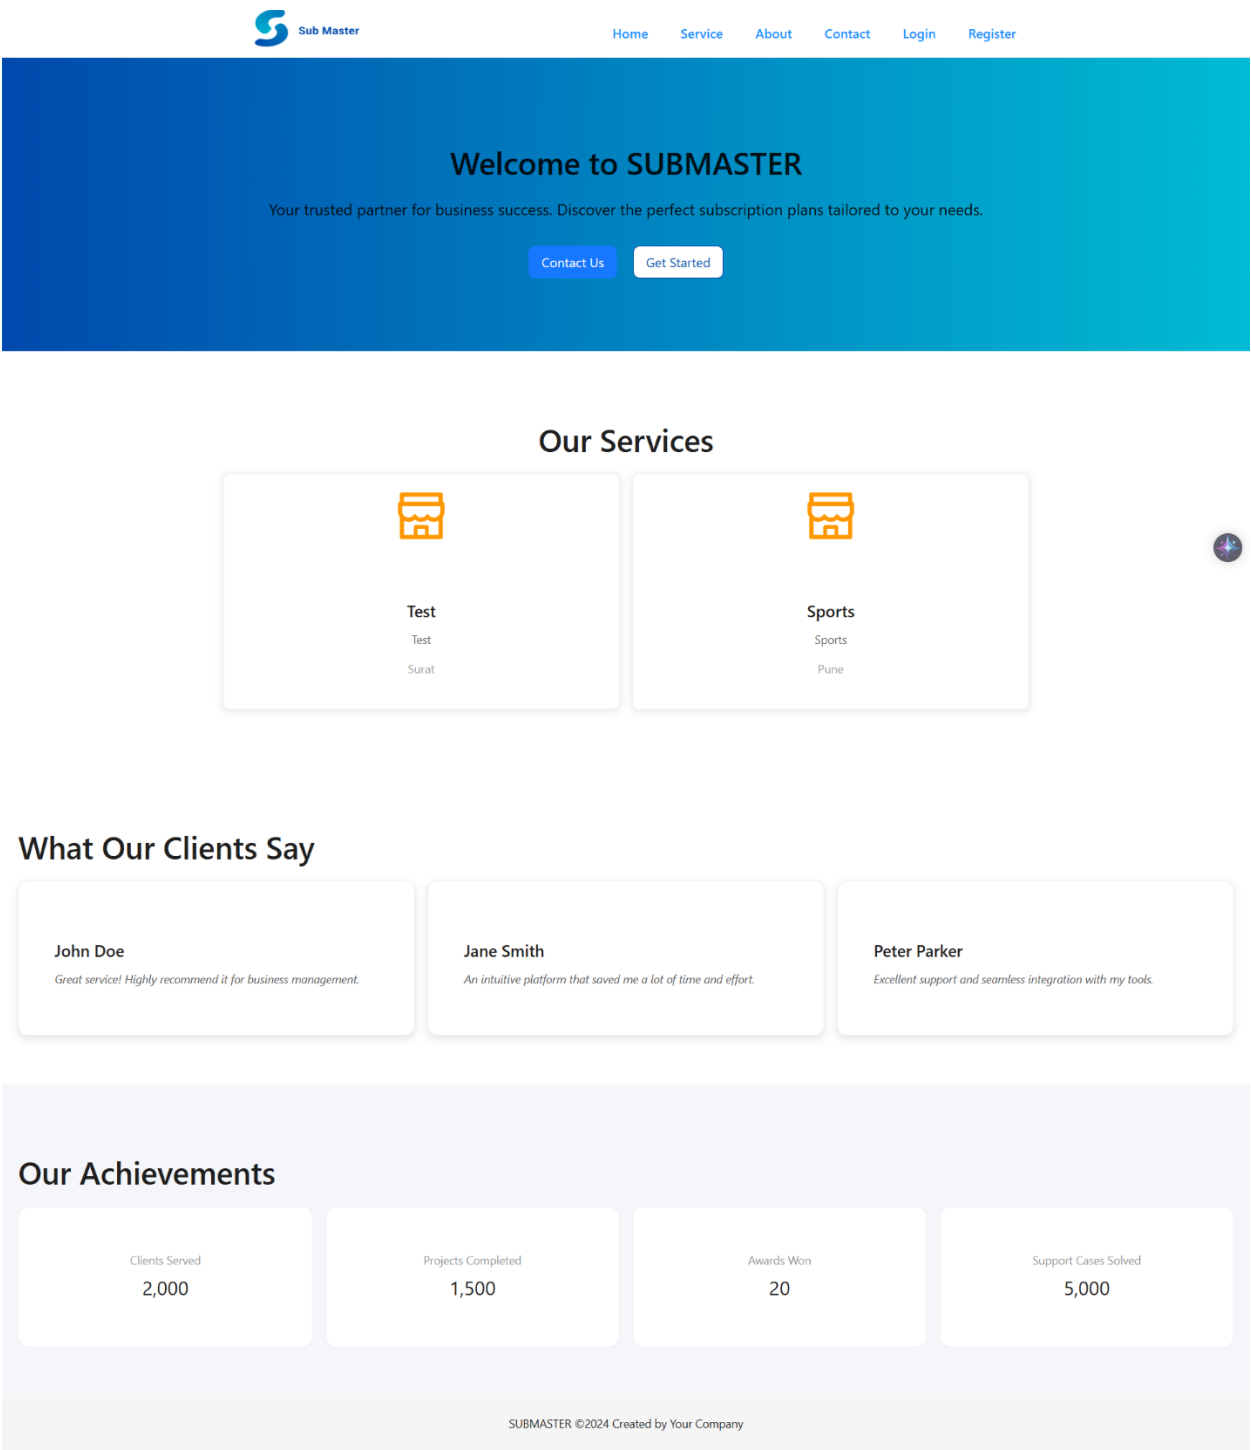 Sub Master
Home Service About Contact Login Register
Welcome to SUBMASTER
Your trusted partner for business success. Discover the perfect subscription plans tailored to your needs.
Contact Us Get Started
Our Services
Test
Test
Surat
Sports
Sports
Pune
What Our Clients Say
John Doe
Great service! Highly recommend it for business management.
Jane Smith
An intuitive platform that saved me a lot of time and effort.
Peter Parker
Excellent support and seamless integration with my tools.
Our Achievements
Clients Served
2,000
Projects Completed
1,500
Awards Won
20
Support Cases Solved
5,000
SUBMASTER ©2024 Created by Your Company